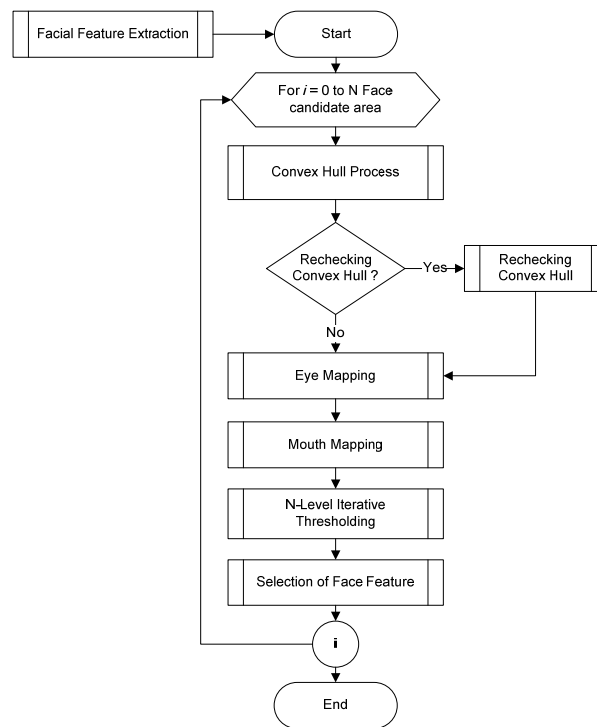 Facial Feature Extraction
Start
For i = 0 to N Face
candidate area
Convex Hull Process
Rechecking
Convex Hull ?
Yes
Rechecking
Convex Hull
No
Eye Mapping
Mouth Mapping
N-Level Iterative
Thresholding
Selection of Face Feature
i
End